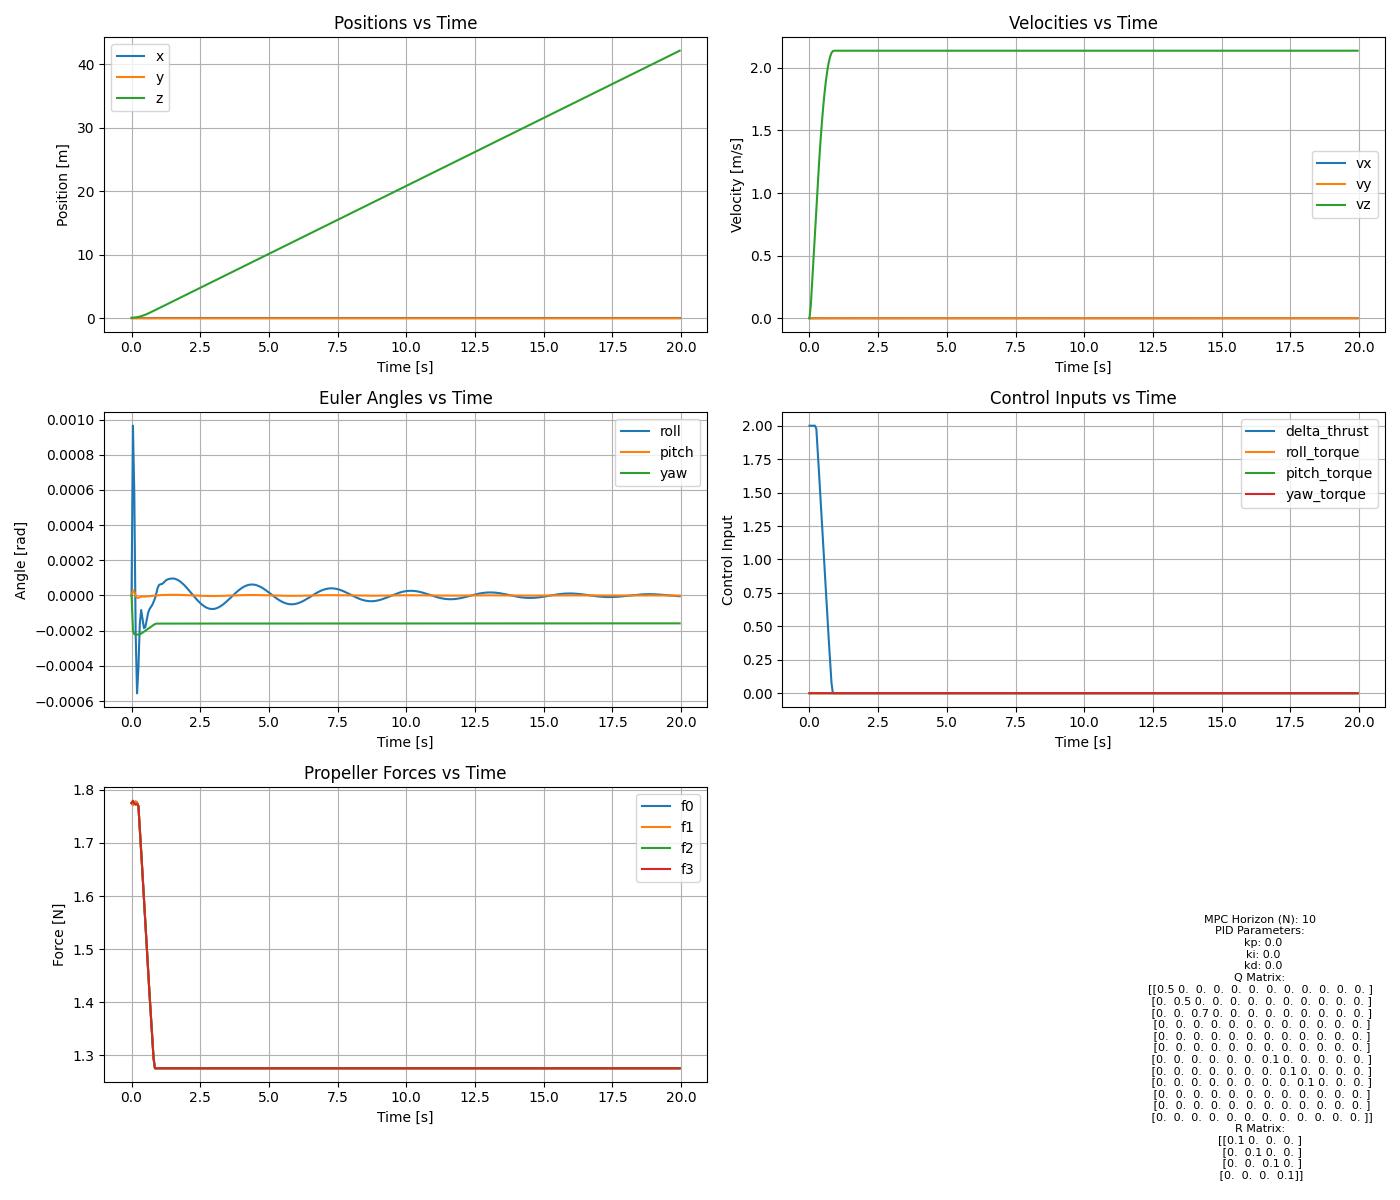 Positions vs Time
x
y
z
40
30
20
10
0
Position [m]
0.0 2.5 5.0 7.5 10.0 12.5 15.0 17.5 20.0
Time [s]
Velocities vs Time
vx
vy
vz
2.0
1.5
1.0
0.5
0.0
Velocity [m/s]
0.0 2.5 5.0 7.5 10.0 12.5 15.0 17.5 20.0
Time [s]
Euler Angles vs Time
roll
pitch
yaw
0.0010
0.0008
0.0006
0.0004
0.0002
0.0000
−0.0002
−0.0004
−0.0006
Angle [rad]
0.0 2.5 5.0 7.5 10.0 12.5 15.0 17.5 20.0
Time [s]
Control Inputs vs Time
delta_thrust
roll_torque
pitch_torque
yaw_torque
2.00
1.75
1.50
1.25
1.00
0.75
0.50
0.25
0.00
Control Input
0.0 2.5 5.0 7.5 10.0 12.5 15.0 17.5 20.0
Time [s]
Propeller Forces vs Time
f0
f1
f2
f3
1.8
1.7
1.6
1.5
1.4
1.3
Force [N]
0.0 2.5 5.0 7.5 10.0 12.5 15.0 17.5 20.0
Time [s]
MPC Horizon (N): 10
PID Parameters:
kp: 0.0
ki: 0.0
kd: 0.0
Q Matrix:
[[0.5 0. 0. 0. 0. 0. 0. 0. 0. 0. 0. 0. ]
[0. 0.5 0. 0. 0. 0. 0. 0. 0. 0. 0. 0. ]
[0. 0. 0.7 0. 0. 0. 0. 0. 0. 0. 0. 0. ]
[0. 0. 0. 0. 0. 0. 0. 0. 0. 0. 0. 0. ]
[0. 0. 0. 0. 0. 0. 0. 0. 0. 0. 0. 0. ]
[0. 0. 0. 0. 0. 0. 0. 0. 0. 0. 0. 0. ]
[0. 0. 0. 0. 0. 0. 0.1 0. 0. 0. 0. 0. ]
[0. 0. 0. 0. 0. 0. 0. 0.1 0. 0. 0. 0. ]
[0. 0. 0. 0. 0. 0. 0. 0. 0.1 0. 0. 0. ]
[0. 0. 0. 0. 0. 0. 0. 0. 0. 0. 0. 0. ]
[0. 0. 0. 0. 0. 0. 0. 0. 0. 0. 0. 0. ]
[0. 0. 0. 0. 0. 0. 0. 0. 0. 0. 0. 0. ]]
R Matrix:
[[0.1 0. 0. 0. ]
[0. 0.1 0. 0. ]
[0. 0. 0.1 0. ]
[0. 0. 0. 0.1]]